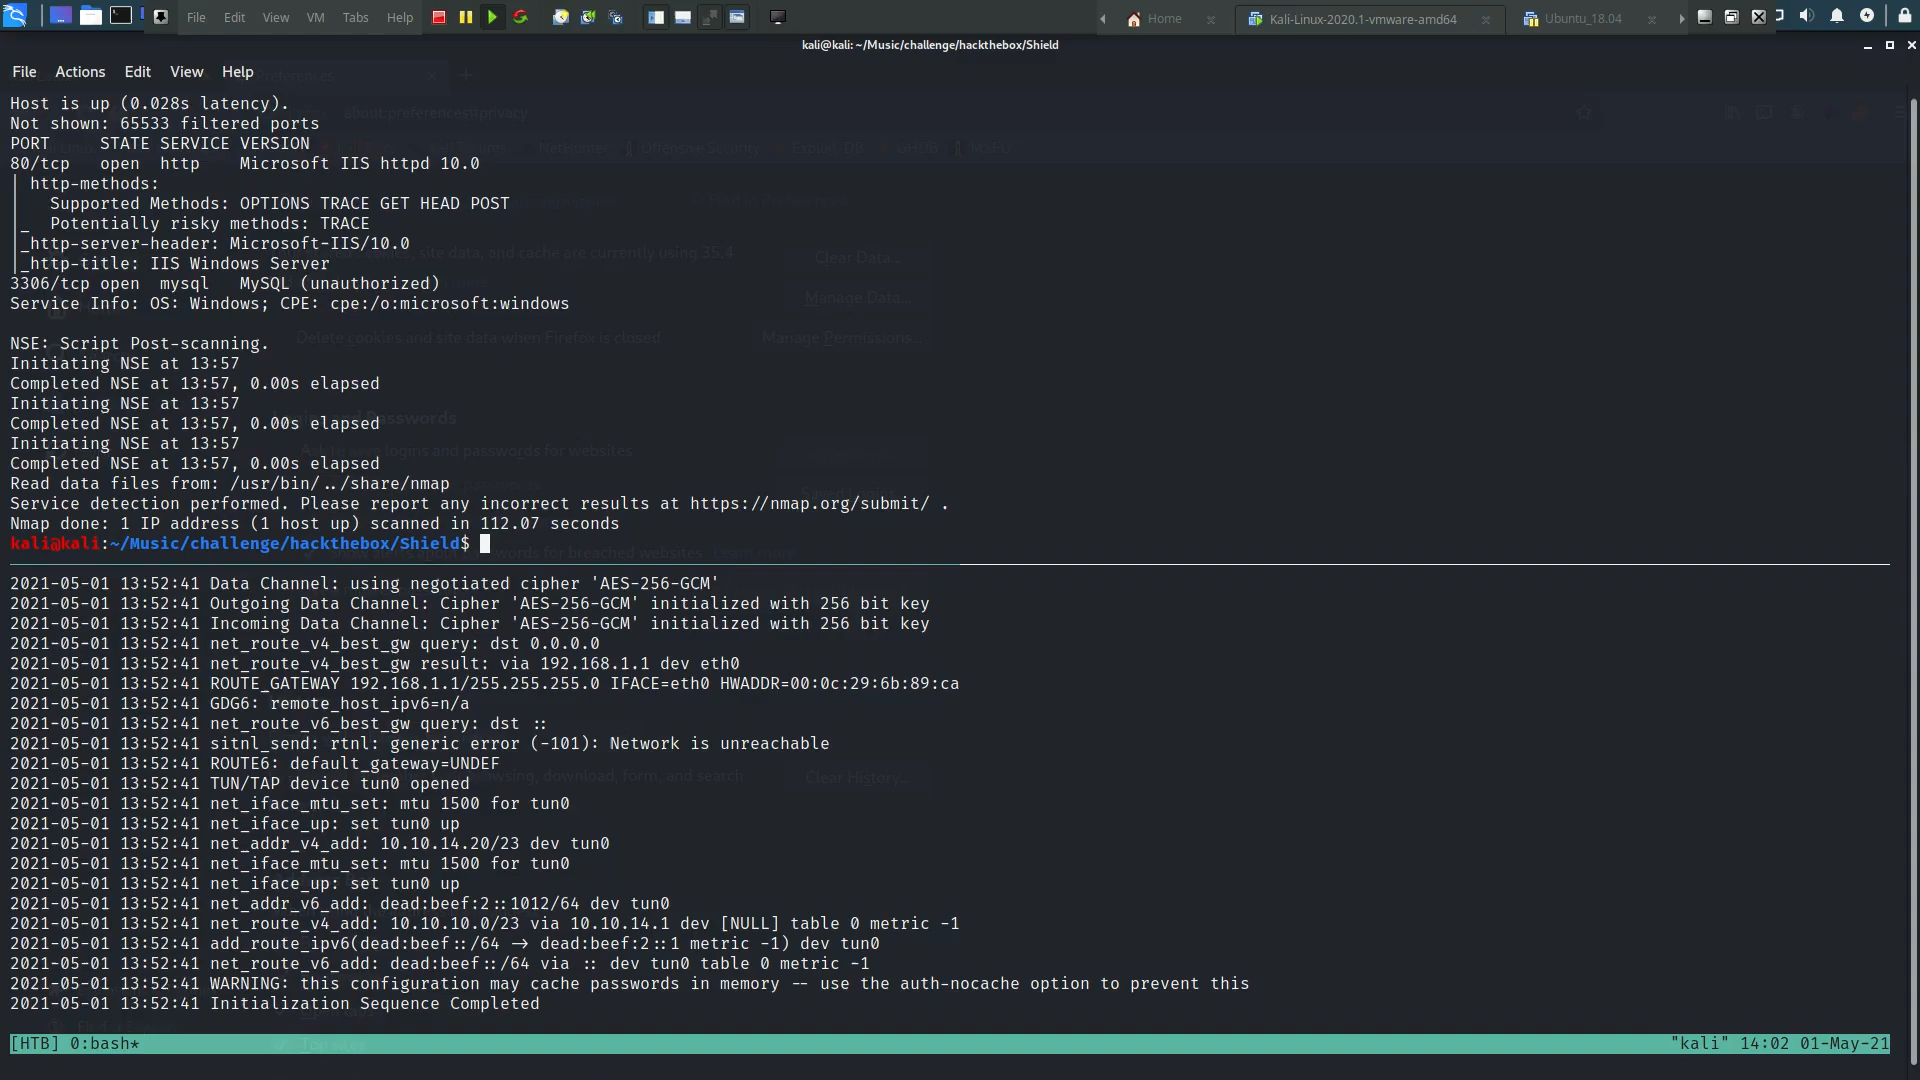 File Edit View VM Tabs Help
Home
Kali-Linux-2020.1-vmware-amd64
Ubuntu_18.04
kali@kali: ~/Music/challenge/hackthebox/Shield
File Actions Edit View Help
Host is up (0.028s latency).
Not shown: 65533 filtered ports
PORT     STATE SERVICE VERSION
80/tcp   open  http    Microsoft IIS httpd 10.0
| http-methods:
|   Supported Methods: OPTIONS TRACE GET HEAD POST
|_  Potentially risky methods: TRACE
|_http-server-header: Microsoft-IIS/10.0
|_http-title: IIS Windows Server
3306/tcp open  mysql   MySQL (unauthorized)
Service Info: OS: Windows; CPE: cpe:/o:microsoft:windows
NSE: Script Post-scanning.
Initiating NSE at 13:57
Completed NSE at 13:57, 0.00s elapsed
Initiating NSE at 13:57
Completed NSE at 13:57, 0.00s elapsed
Initiating NSE at 13:57
Completed NSE at 13:57, 0.00s elapsed
Read data files from: /usr/bin/../share/nmap
Service detection performed. Please report any incorrect results at https://nmap.org/submit/ .
Nmap done: 1 IP address (1 host up) scanned in 112.07 seconds
kali@kali:~/Music/challenge/hackthebox/Shield$
2021-05-01 13:52:41 Data Channel: using negotiated cipher 'AES-256-GCM'
2021-05-01 13:52:41 Outgoing Data Channel: Cipher 'AES-256-GCM' initialized with 256 bit key
2021-05-01 13:52:41 Incoming Data Channel: Cipher 'AES-256-GCM' initialized with 256 bit key
2021-05-01 13:52:41 net_route_v4_best_gw query: dst 0.0.0.0
2021-05-01 13:52:41 net_route_v4_best_gw result: via 192.168.1.1 dev eth0
2021-05-01 13:52:41 ROUTE_GATEWAY 192.168.1.1/255.255.255.0 IFACE=eth0 HWADDR=00:0c:29:6b:89:ca
2021-05-01 13:52:41 GDG6: remote_host_ipv6=n/a
2021-05-01 13:52:41 net_route_v6_best_gw query: dst ::
2021-05-01 13:52:41 sitnl_send: rtnl: generic error (-101): Network is unreachable
2021-05-01 13:52:41 ROUTE6: default_gateway=UNDEF
2021-05-01 13:52:41 TUN/TAP device tun0 opened
2021-05-01 13:52:41 net_iface_mtu_set: mtu 1500 for tun0
2021-05-01 13:52:41 net_iface_up: set tun0 up
2021-05-01 13:52:41 net_addr_v4_add: 10.10.14.20/23 dev tun0
2021-05-01 13:52:41 net_iface_mtu_set: mtu 1500 for tun0
2021-05-01 13:52:41 net_iface_up: set tun0 up
2021-05-01 13:52:41 net_addr_v6_add: dead:beef:2::1012/64 dev tun0
2021-05-01 13:52:41 net_route_v4_add: 10.10.10.0/23 via 10.10.14.1 dev [NULL] table 0 metric -1
2021-05-01 13:52:41 add_route_ipv6(dead:beef::/64 -> dead:beef:2::1 metric -1) dev tun0
2021-05-01 13:52:41 net_route_v6_add: dead:beef::/64 via :: dev tun0 table 0 metric -1
2021-05-01 13:52:41 WARNING: this configuration may cache passwords in memory -- use the auth-nocache option to prevent this
2021-05-01 13:52:41 Initialization Sequence Completed
[HTB] 0:bash* "kali" 14:02 01-May-21